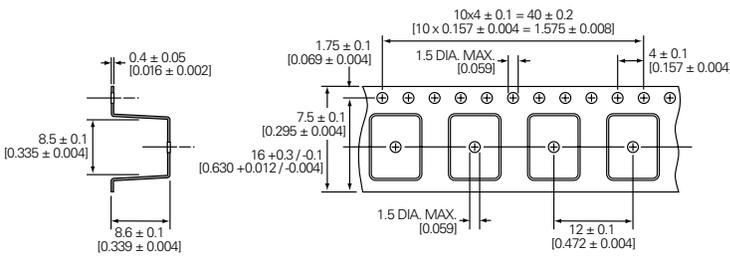 10x4 ± 0.1 = 40 ± 0.2
[10 x 0.157 ± 0.004 = 1.575 ± 0.008]
0.4 ± 0.05
[0.016 ± 0.002]
1.75 ± 0.1
[0.069 ± 0.004]
1.5 DIA. MAX.
[0.059]
4 ± 0.1
[0.157 ± 0.004]
8.5 ± 0.1
[0.335 ± 0.004]
7.5 ± 0.1
[0.295 ± 0.004]
16 +0.3 / -0.1
[0.630 +0.012 / -0.004]
1.5 DIA. MAX.
[0.059]
12 ± 0.1
[0.472 ± 0.004]
8.6 ± 0.1
[0.339 ± 0.004]